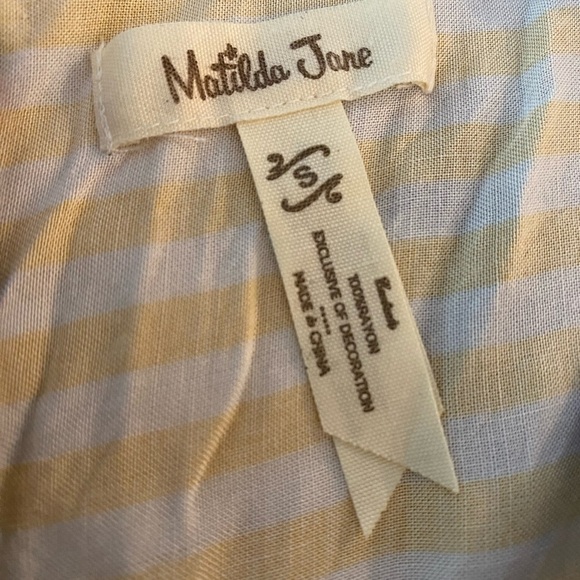 Matilda Jane
S
100%RAYON
EXCLUSIVE OF DECORATION
.....
MADE in CHINA